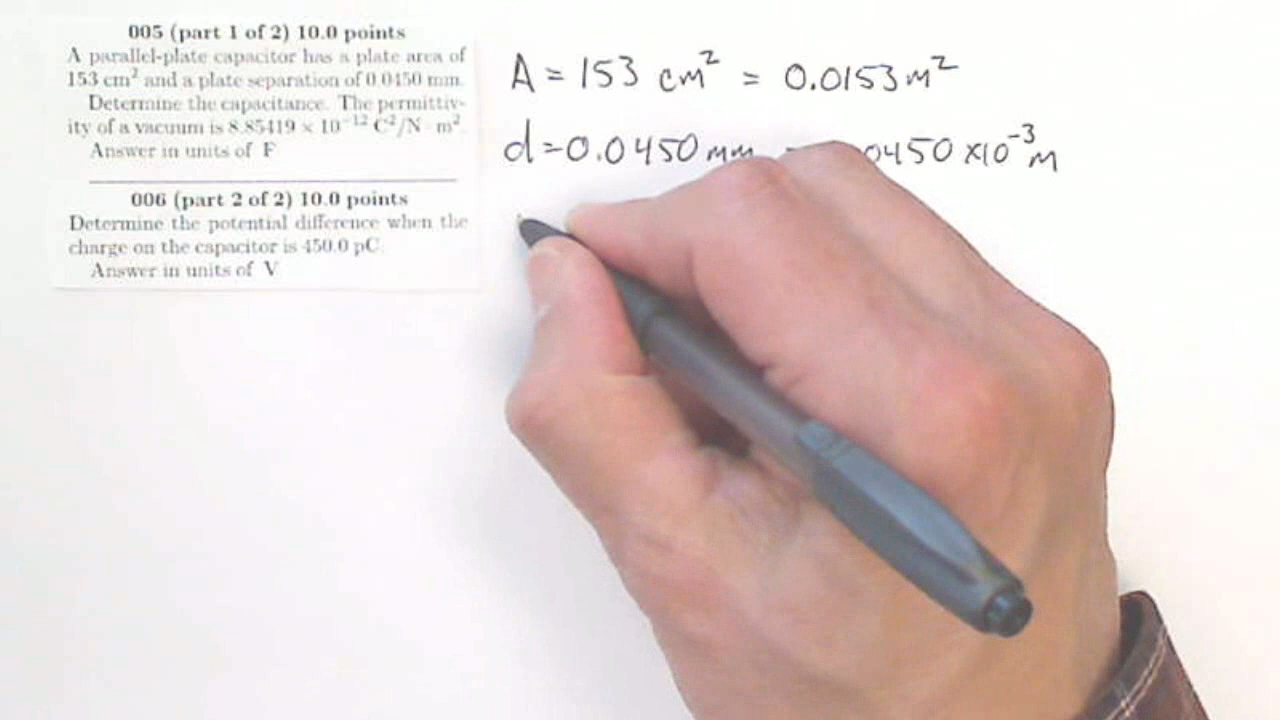 005 (part 1 of 2) 10.0 points
A parallel-plate capacitor has a plate area of
153 cm² and a plate separation of 0.0450 mm.
Determine the capacitance. The permittiv-
ity of a vacuum is 8.85419 × 10⁻¹² C²/N · m².
Answer in units of F
006 (part 2 of 2) 10.0 points
Determine the potential difference when the
charge on the capacitor is 450.0 pC.
Answer in units of V
A = 153 cm² = 0.0153 m²
d = 0.0450 mm = 0450 ×10⁻³ m